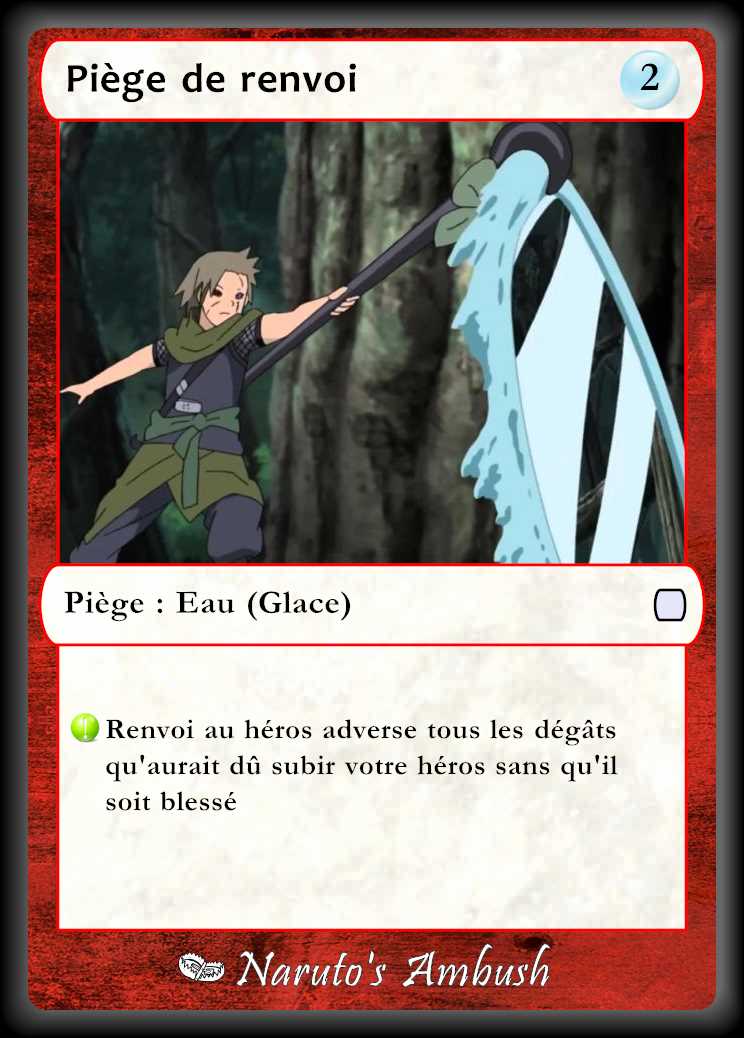 Piège de renvoi
2
Piège : Eau (Glace)
Renvoi au héros adverse tous les dégâts
qu'aurait dû subir votre héros sans qu'il
soit blessé
Naruto's Ambush